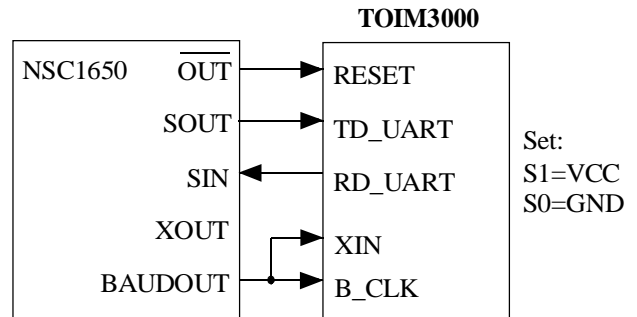 TOIM3000
NSC1650
OUT
RESET
SOUT
TD_UART
SIN
RD_UART
XOUT
XIN
BAUDOUT
B_CLK
Set:
S1=VCC
S0=GND